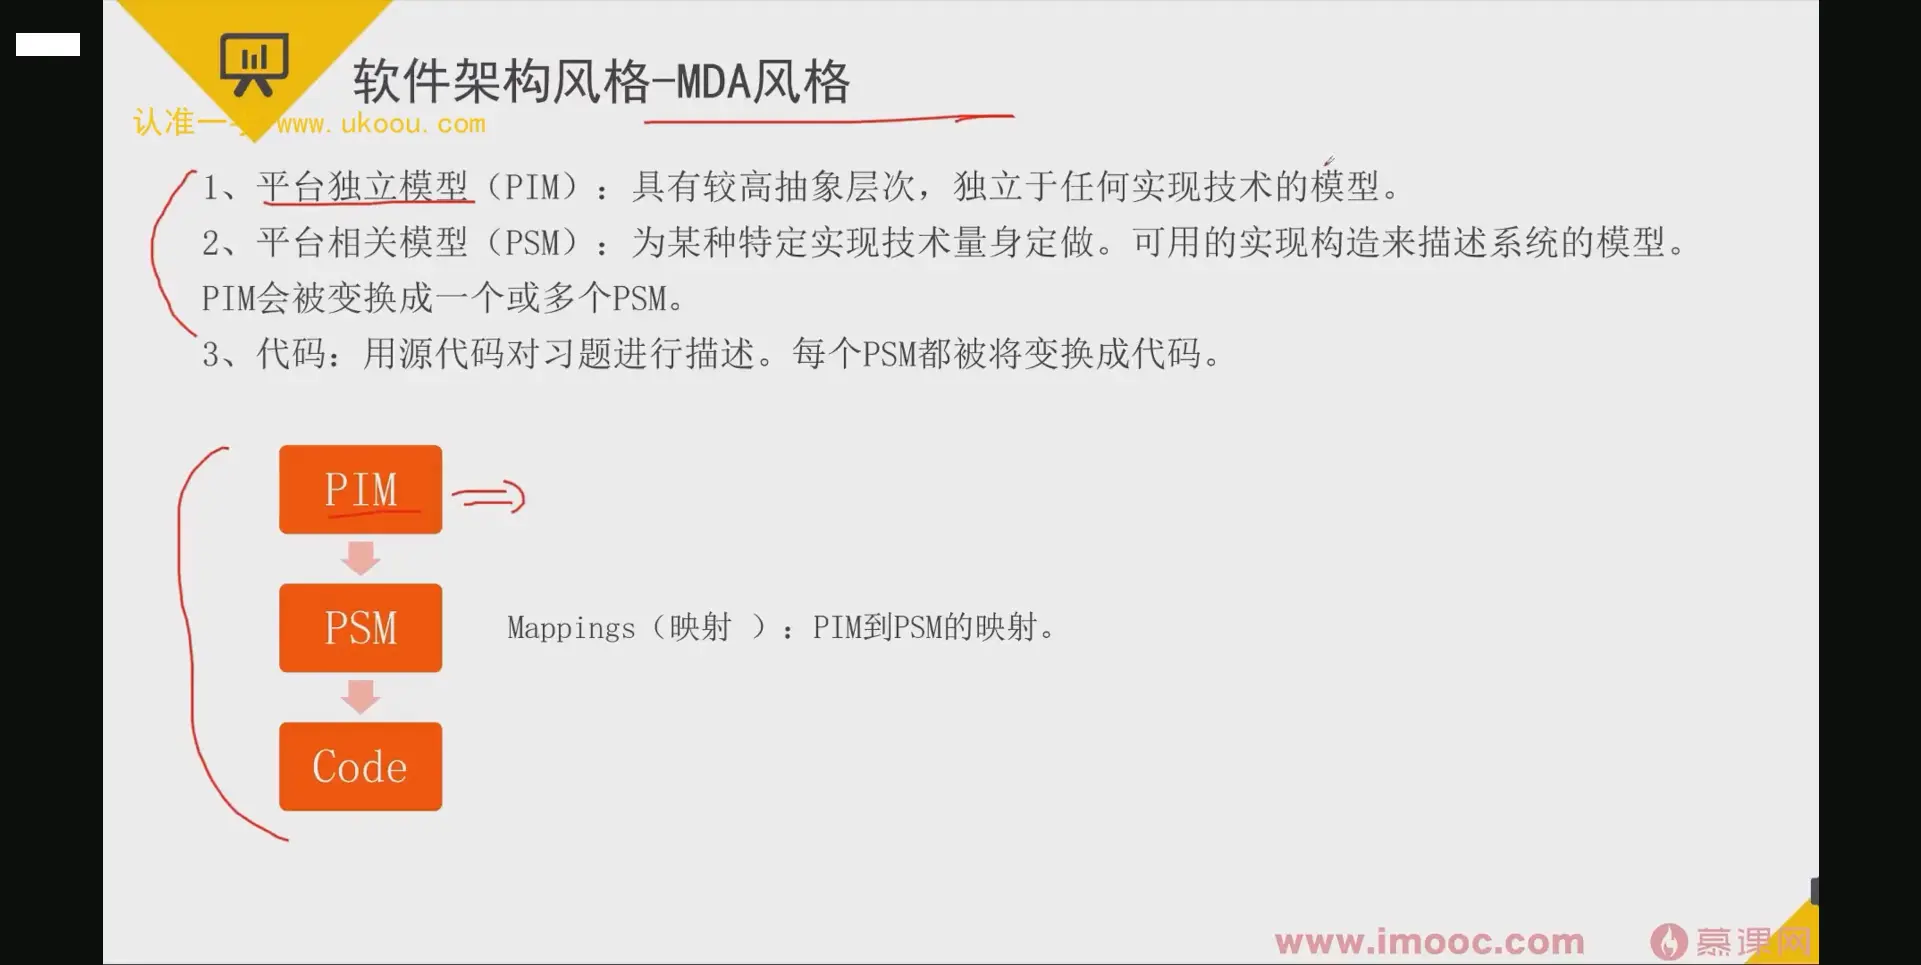 软件架构风格-MDA风格
认准一 www.ukoou.com
1、平台独立模型（PIM）：具有较高抽象层次，独立于任何实现技术的模型。
2、平台相关模型（PSM）：为某种特定实现技术量身定做。可用的实现构造来描述系统的模型。
PIM会被变换成一个或多个PSM。
3、代码：用源代码对习题进行描述。每个PSM都被将变换成代码。
PIM
PSM
Mappings（映射 ）：PIM到PSM的映射。
Code
www.imooc.com 慕课网